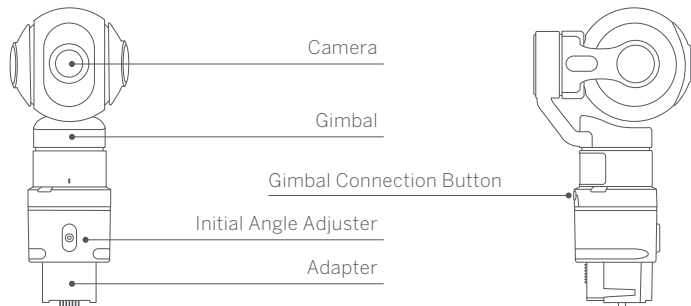 Camera
Gimbal
Gimbal Connection Button
Initial Angle Adjuster
Adapter